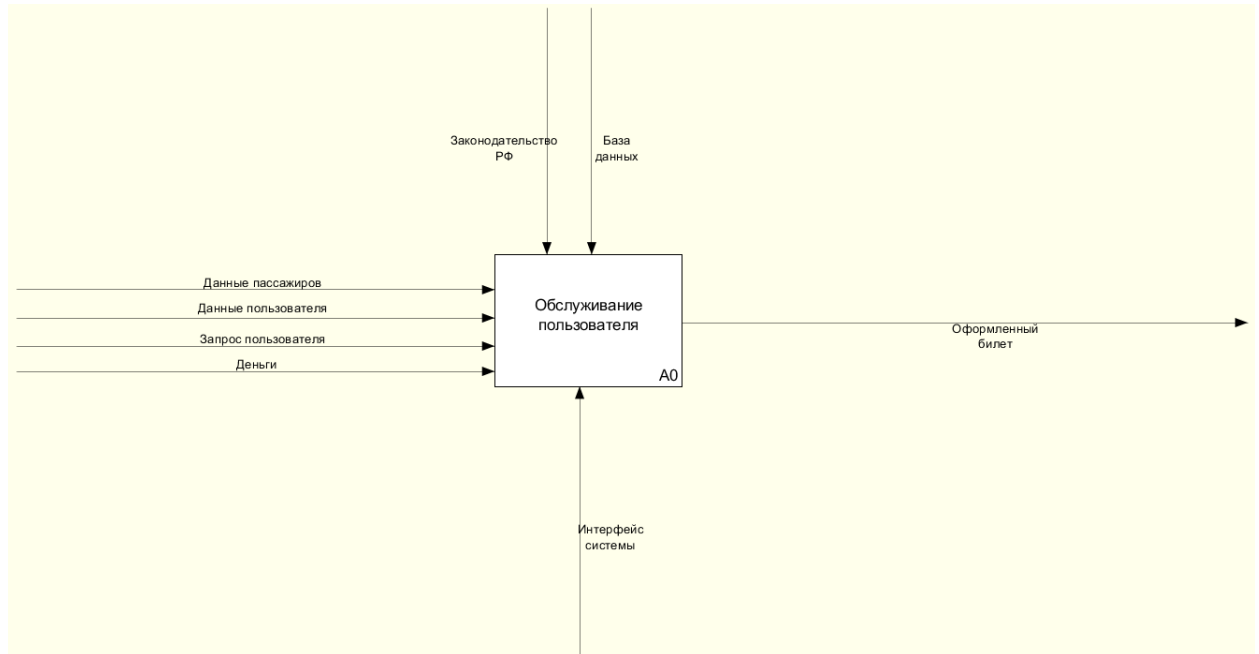 Законодательство
РФ
База
данных
Данные пассажиров
Данные пользователя
Запрос пользователя
Деньги
Обслуживание
пользователя
A0
Оформленный
билет
Интерфейс
системы